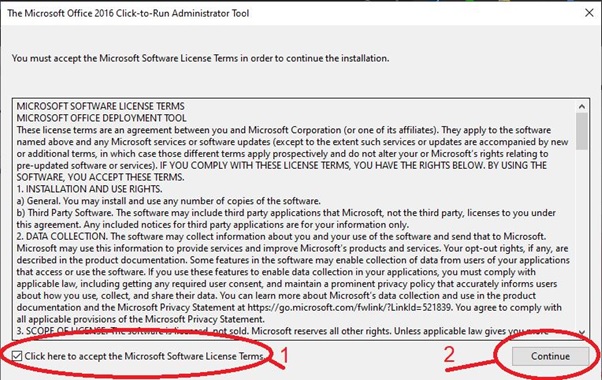 The Microsoft Office 2016 Click-to-Run Administrator Tool
You must accept the Microsoft Software License Terms in order to continue the installation.
MICROSOFT SOFTWARE LICENSE TERMS
MICROSOFT OFFICE DEPLOYMENT TOOL
These license terms are an agreement between you and Microsoft Corporation (or one of its affiliates). They apply to the software
named above and any Microsoft services or software updates (except to the extent such services or updates are accompanied by new
or additional terms, in which case those different terms apply prospectively and do not alter your or Microsoft's rights relating to
pre-updated software or services). IF YOU COMPLY WITH THESE LICENSE TERMS, YOU HAVE THE RIGHTS BELOW. BY USING THE
SOFTWARE, YOU ACCEPT THESE TERMS.
1. INSTALLATION AND USE RIGHTS.
a) General. You may install and use any number of copies of the software.
b) Third Party Software. The software may include third party applications that Microsoft, not the third party, licenses to you under
this agreement. Any included notices for third party applications are for your information only.
2. DATA COLLECTION. The software may collect information about you and your use of the software and send that to Microsoft.
Microsoft may use this information to provide services and improve Microsoft's products and services. Your opt-out rights, if any, are
described in the product documentation. Some features in the software may enable collection of data from users of your applications
that access or use the software. If you use these features to enable data collection in your applications, you must comply with
applicable law, including getting any required user consent, and maintain a prominent privacy policy that accurately informs users
about how you use, collect, and share their data. You can learn more about Microsoft's data collection and use in the product
documentation and the Microsoft Privacy Statement at https://go.microsoft.com/fwlink/?LinkId=521839. You agree to comply with
all applicable provisions of the Microsoft Privacy Statement.
3. SCOPE OF LICENSE. The software is licensed, not sold. Microsoft reserves all other rights. Unless applicable law gives you more
Click here to accept the Microsoft Software License Terms. 1
2 Continue